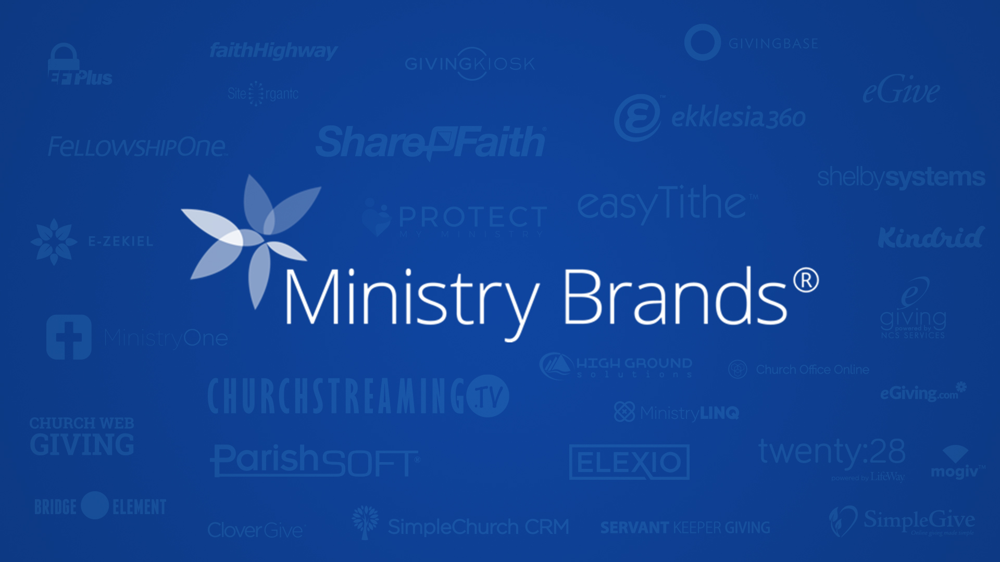 faithHighway
GIVINGBASE
GIVINGKIOSK
EFTPlus
eGive
Site Organic
ekklesia360™
FELLOWSHIPONE™
ShareFaith
shelbysystems
easyTithe™
PROTECT
MY MINISTRY
Kindrid
E-ZEKIEL
Ministry Brands®
e
giving
powered by
NCS SERVICES
MinistryOne
HIGH GROUND
solutions
Church Office Online
CHURCHSTREAMING.TV
eGiving.com
MinistryLINQ
CHURCH WEB
GIVING
twenty:28
powered by LifeWay
ParishSOFT®
ELEXIO
mogiv™
BRIDGE ELEMENT
CloverGive
SimpleChurch CRM
SERVANT KEEPER GIVING
SimpleGive
Online giving made simple